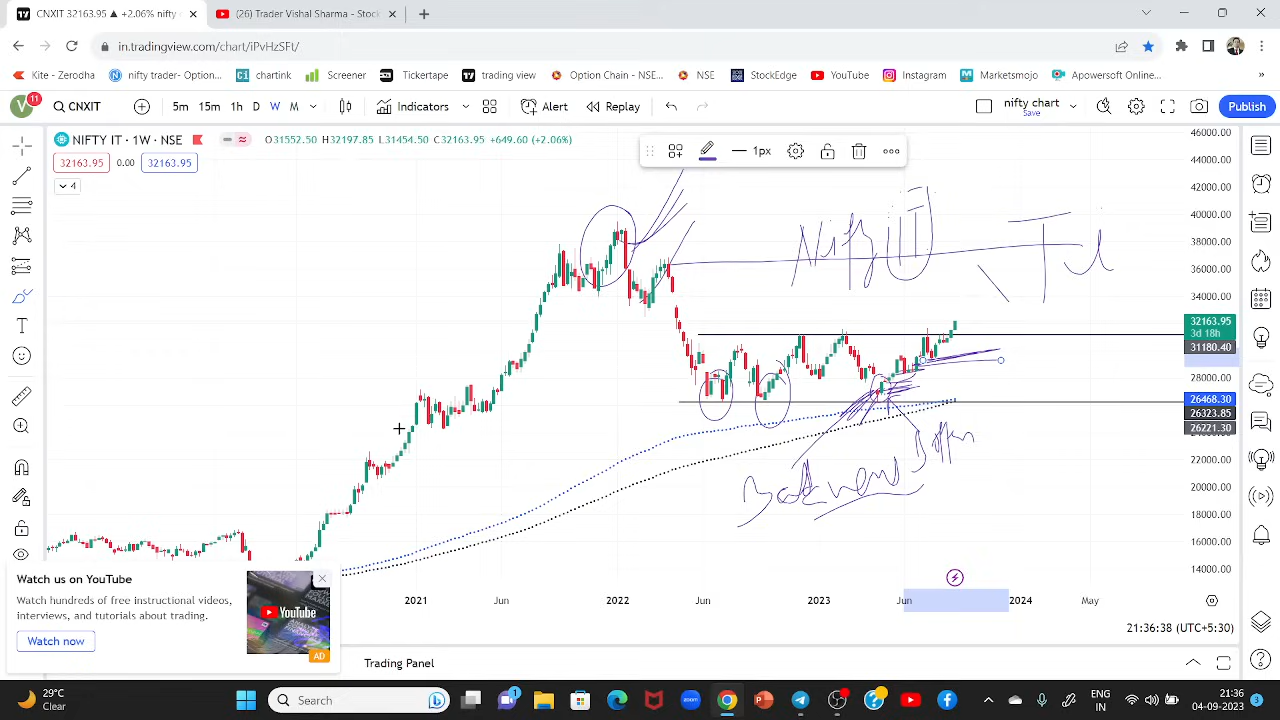 CNXIT 32163.95 ▲ +2.06% nifty
(26) Trader Vishal Sharma - Stock
in.tradingview.com/chart/iPvHzSFt/
Kite - Zerodha
nifty trader- Option...
chartink
Screener
Tickertape
trading view
Option Chain - NSE...
NSE
StockEdge
YouTube
Instagram
Marketsmojo
Apowersoft Online...
V 11
CNXIT
5m 15m 1h D W M
Indicators
Alert
Replay
nifty chart
Save
Publish
NIFTY IT · 1W · NSE
O31552.50 H32197.85 L31454.50 C32163.95 +649.60 (+2.06%)
32163.95 0.00 32163.95
4
1px
46000.00
44000.00
42000.00
40000.00
38000.00
36000.00
34000.00
32163.95
3d 18h
31180.40
28000.00
26468.30
26323.85
26221.30
22000.00
20000.00
18000.00
16000.00
14000.00
Nifty
Bad news
2021 Jun 2022 Jun 2023 Jun 2024 May
21:36:38 (UTC+5:30)
Watch us on YouTube
Watch hundreds of free instructional videos,
interviews, and tutorials about trading.
Watch now
YouTube
AD
Trading Panel
29°C
Clear
Search
1
zoom
ENG
IN
21:36
04-09-2023
3